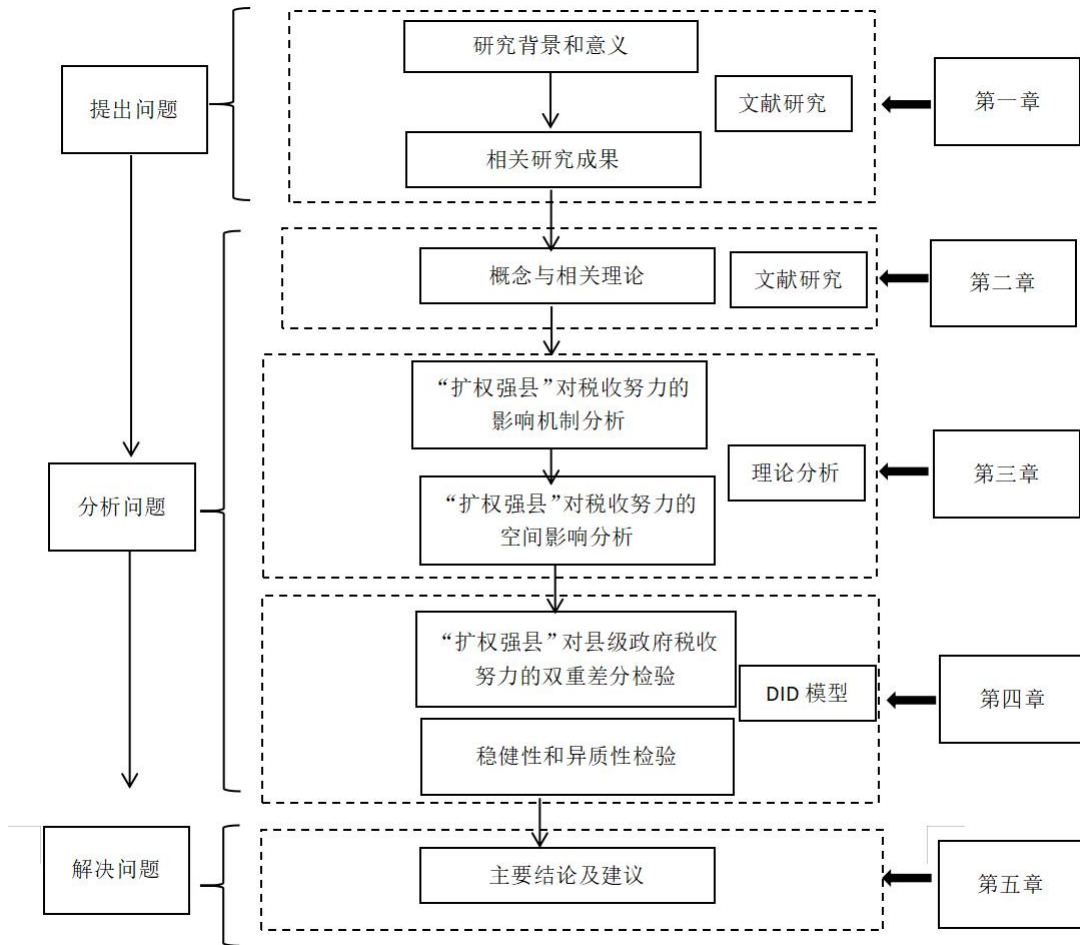 研究背景和意义
提出问题
文献研究
第一章
相关研究成果
概念与相关理论
文献研究
第二章
“扩权强县”对税收努力的
影响机制分析
理论分析
第三章
分析问题
“扩权强县”对税收努力的
空间影响分析
“扩权强县”对县级政府税收
努力的双重差分检验
DID 模型
第四章
稳健性和异质性检验
解决问题
主要结论及建议
第五章